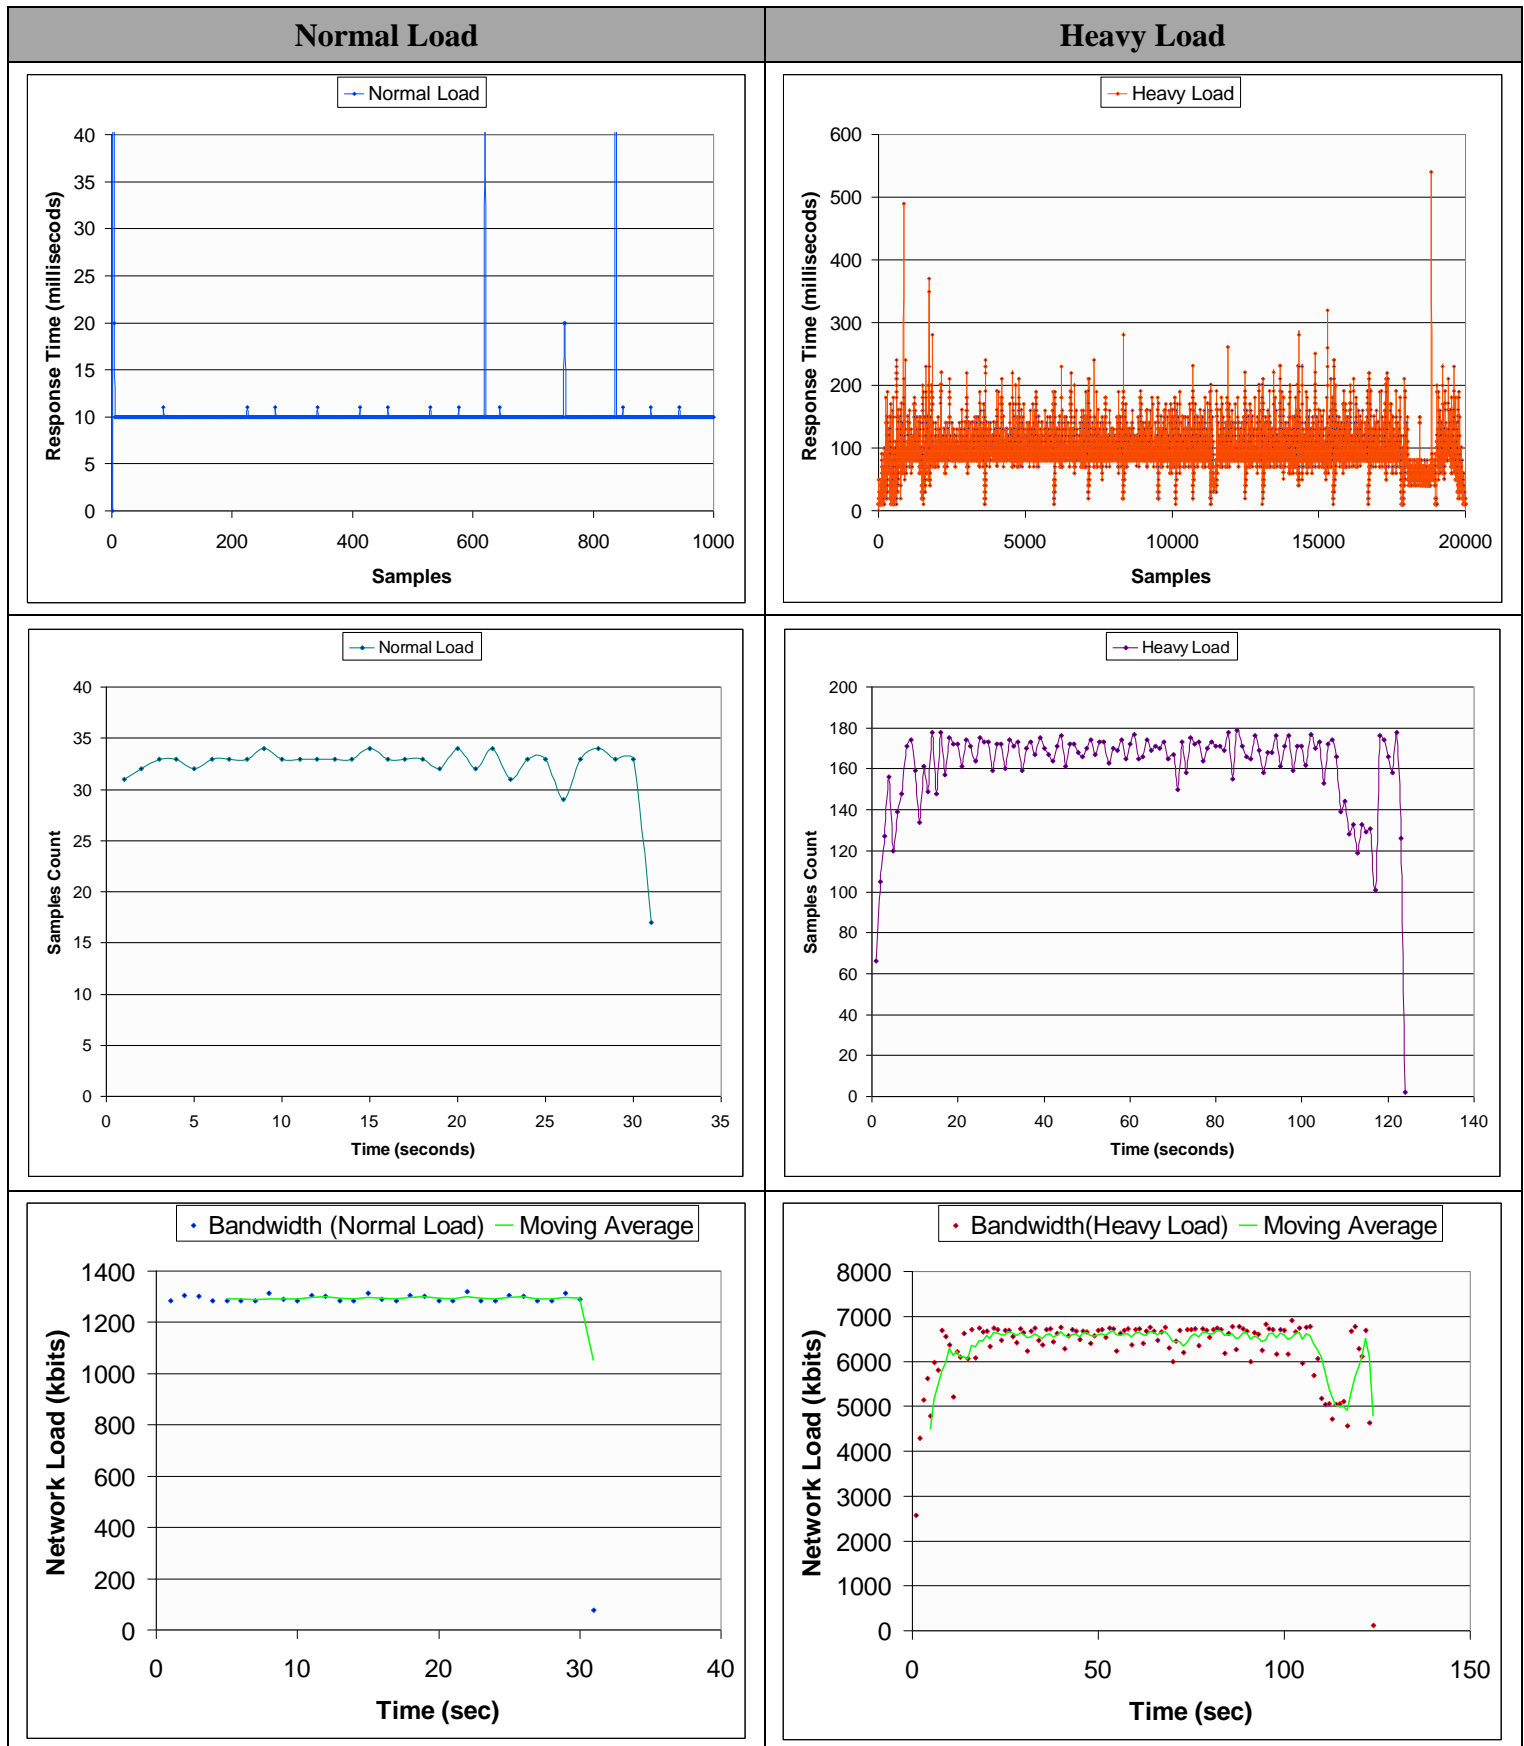 Normal Load
Heavy Load
Normal Load
40
35
30
25
20
15
10
5
0
0 200 400 600 800 1000
Response Time (millisecods)
Samples
Heavy Load
600
500
400
300
200
100
0
0 5000 10000 15000 20000
Response Time (millisecods)
Samples
Normal Load
40
35
30
25
20
15
10
5
0
0 5 10 15 20 25 30 35
Samples Count
Time (seconds)
Heavy Load
200
180
160
140
120
100
80
60
40
20
0
0 20 40 60 80 100 120 140
Samples Count
Time (seconds)
Bandwidth (Normal Load) Moving Average
1400
1200
1000
800
600
400
200
0
0 10 20 30 40
Network Load (kbits)
Time (sec)
Bandwidth(Heavy Load) Moving Average
8000
7000
6000
5000
4000
3000
2000
1000
0
0 50 100 150
Network Load (kbits)
Time (sec)